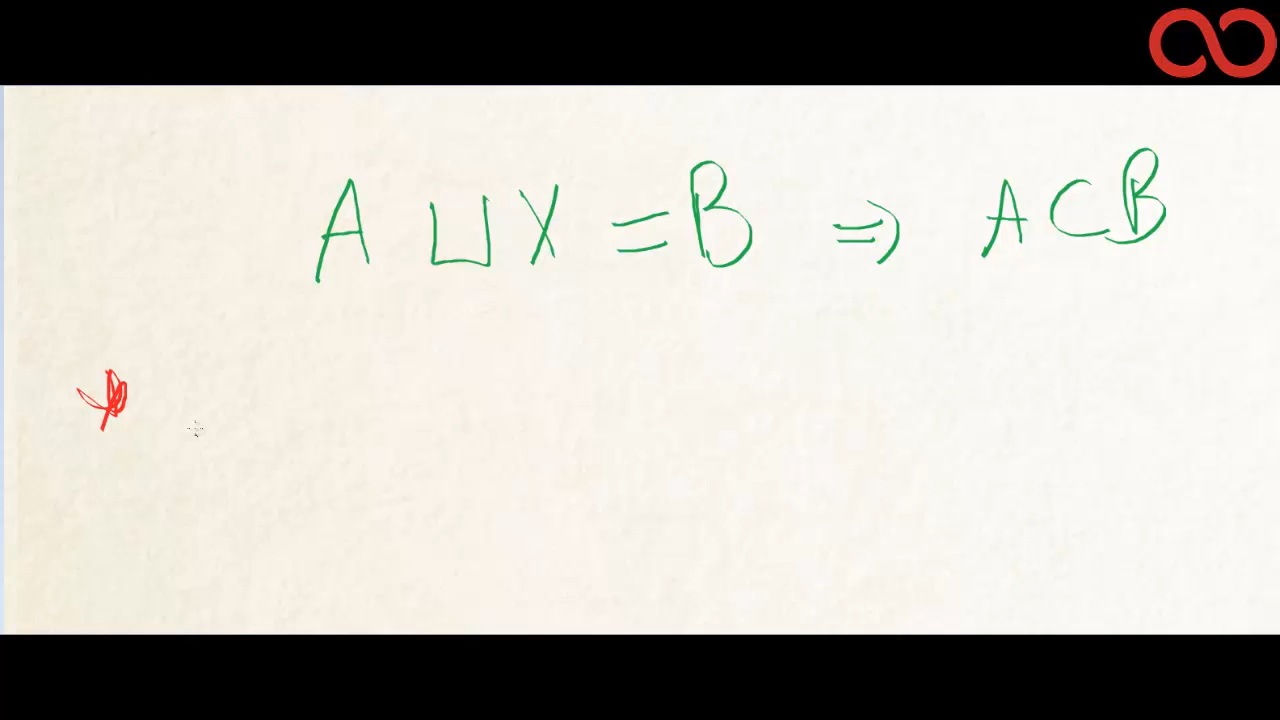 A ⊔ X = B ⇒ A ⊂ B